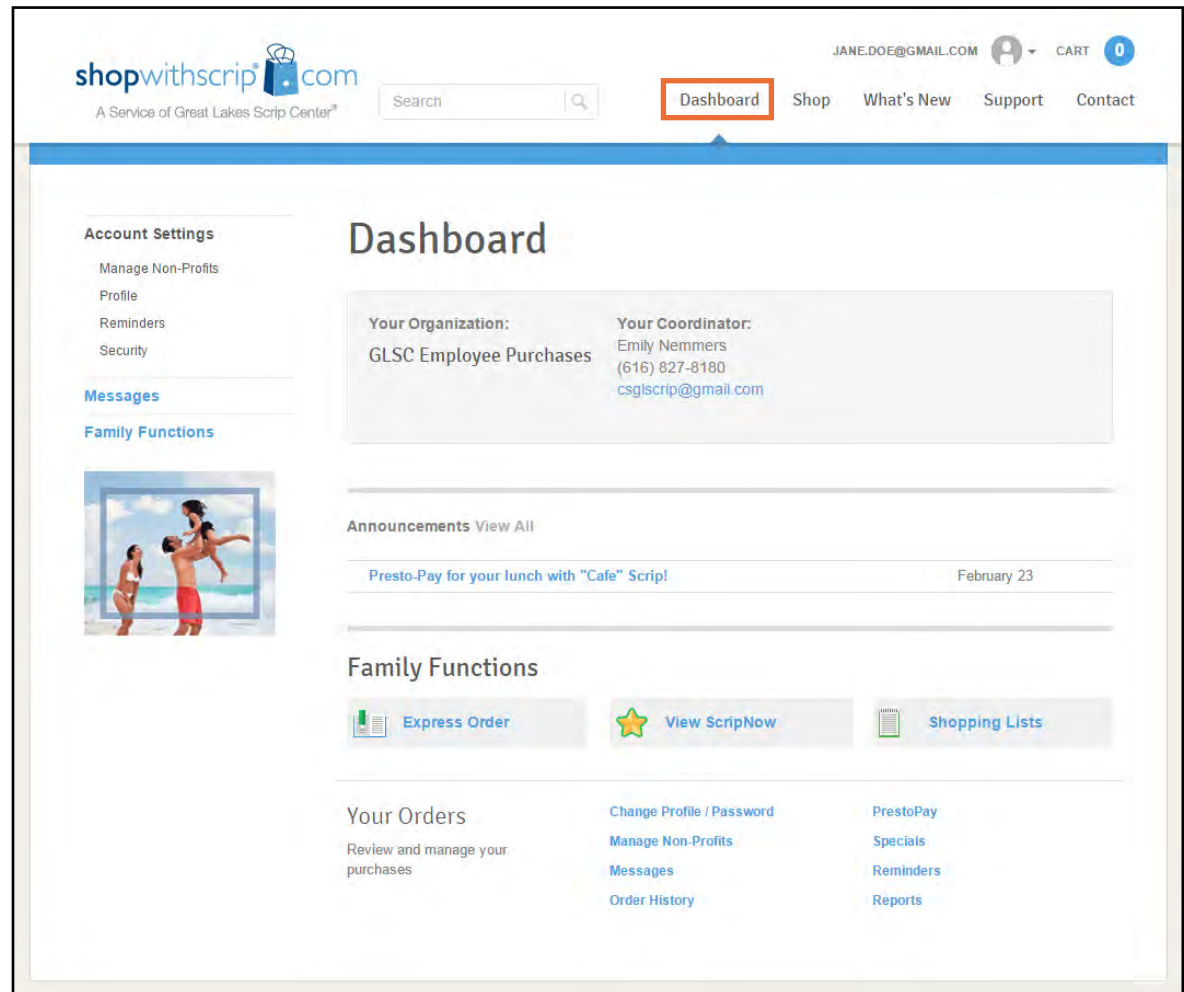 JANE.DOE@GMAIL.COM CART 0
shopwithscrip® com
A Service of Great Lakes Scrip Center®
Search
Dashboard Shop What's New Support Contact
Account Settings
Manage Non-Profits
Profile
Reminders
Security
Messages
Family Functions
Dashboard
Your Organization:
GLSC Employee Purchases
Your Coordinator:
Emily Nemmers
(616) 827-8180
csglscrip@gmail.com
Announcements View All
Presto-Pay for your lunch with "Cafe" Scrip! February 23
Family Functions
Express Order View ScripNow Shopping Lists
Your Orders
Review and manage your
purchases
Change Profile / Password
Manage Non-Profits
Messages
Order History
PrestoPay
Specials
Reminders
Reports